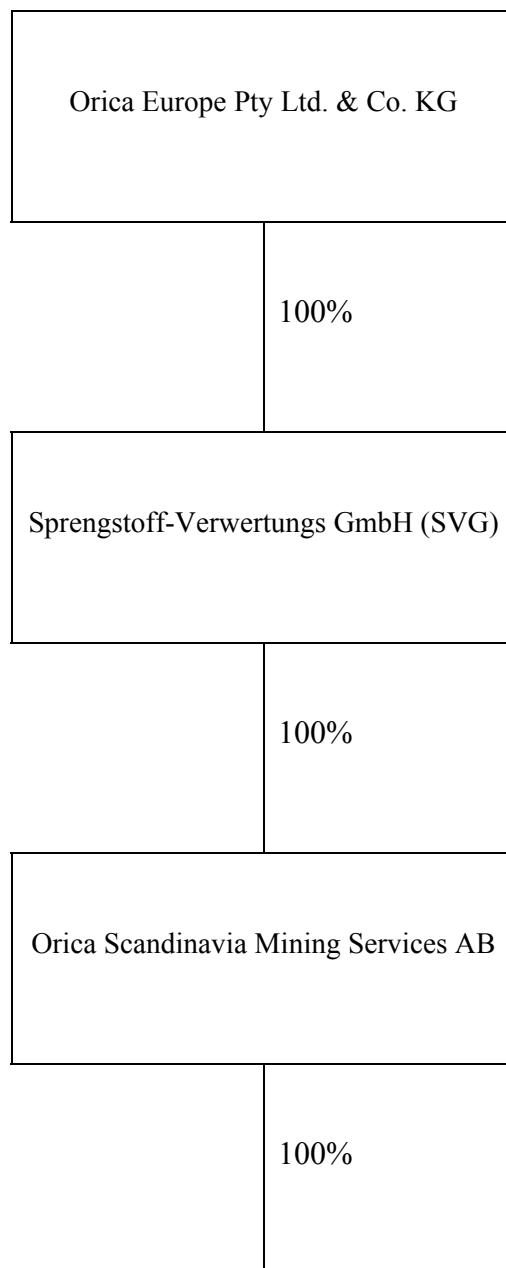 Orica Europe Pty Ltd. & Co. KG
100%
Sprengstoff-Verwertungs GmbH (SVG)
100%
Orica Scandinavia Mining Services AB
100%